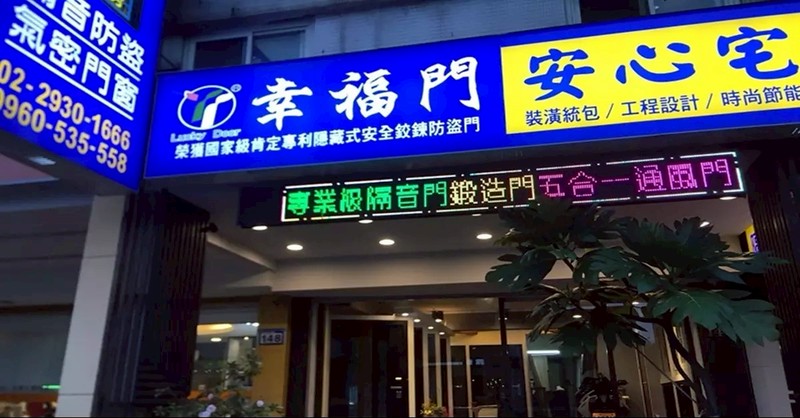 隔音防盜
氣密門窗
02-2930-1666
0960-535-558
幸福門
Lucky Door
榮獲國家級肯定專利隱藏式安全鉸鍊防盜門
安心宅
裝潢統包/工程設計/時尚節能
專業級隔音門鍛造門五合一通風門
148